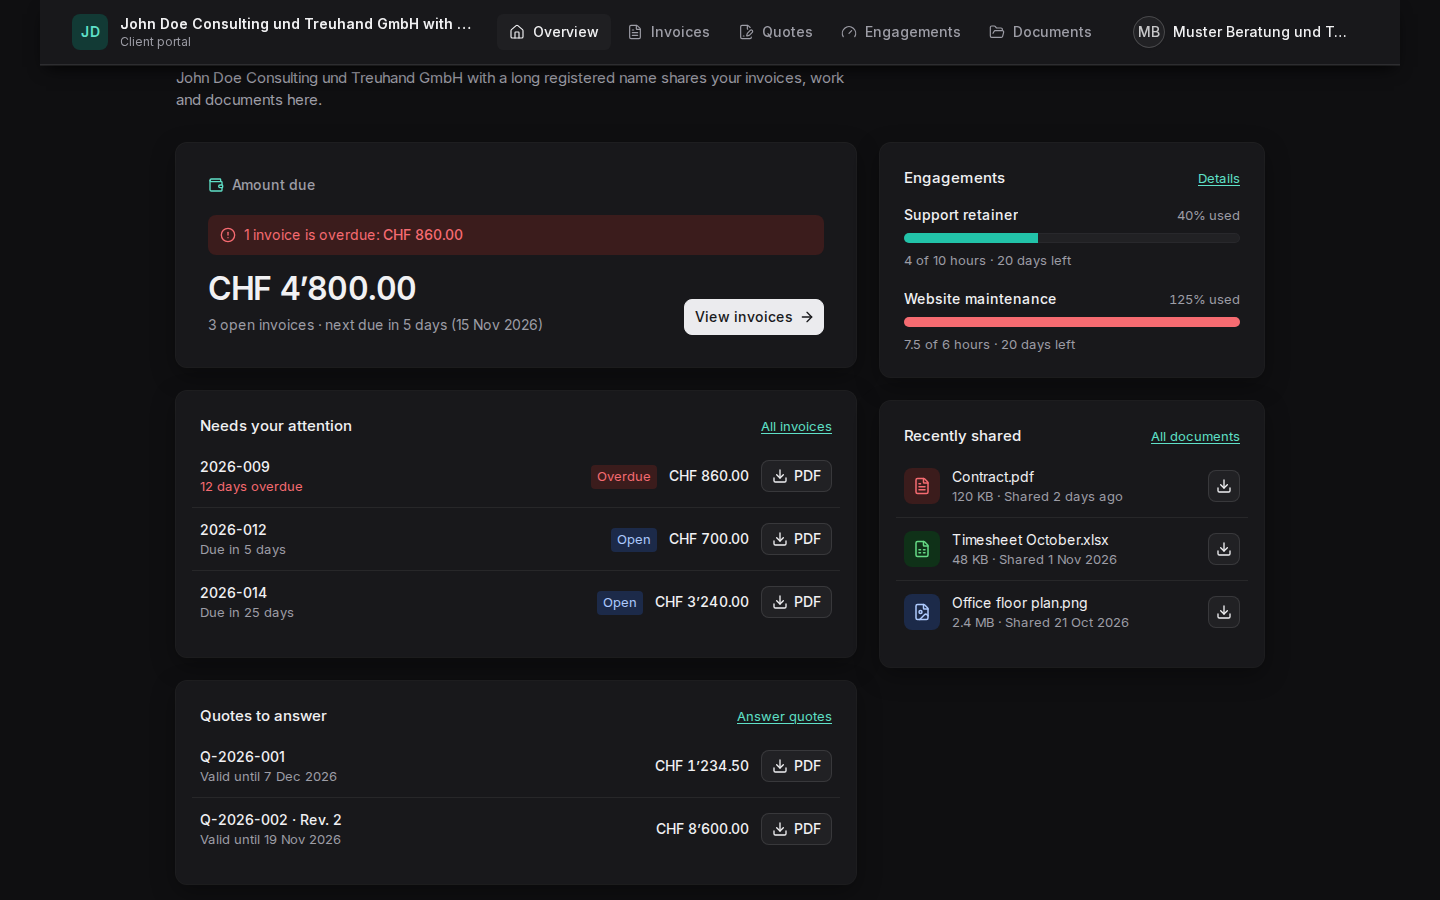 JD
John Doe Consulting und Treuhand GmbH with …
Client portal
Overview
Invoices
Quotes
Engagements
Documents
MB
Muster Beratung und T…
John Doe Consulting und Treuhand GmbH with a long registered name shares your invoices, work
and documents here.
Amount due
1 invoice is overdue: CHF 860.00
CHF 4’800.00
3 open invoices · next due in 5 days (15 Nov 2026)
View invoices
Needs your attention
All invoices
2026-009
12 days overdue
Overdue
CHF 860.00
PDF
2026-012
Due in 5 days
Open
CHF 700.00
PDF
2026-014
Due in 25 days
Open
CHF 3’240.00
PDF
Quotes to answer
Answer quotes
Q-2026-001
Valid until 7 Dec 2026
CHF 1’234.50
PDF
Q-2026-002 · Rev. 2
Valid until 19 Nov 2026
CHF 8’600.00
PDF
Engagements
Details
Support retainer
40% used
4 of 10 hours · 20 days left
Website maintenance
125% used
7.5 of 6 hours · 20 days left
Recently shared
All documents
Contract.pdf
120 KB · Shared 2 days ago
Timesheet October.xlsx
48 KB · Shared 1 Nov 2026
Office floor plan.png
2.4 MB · Shared 21 Oct 2026